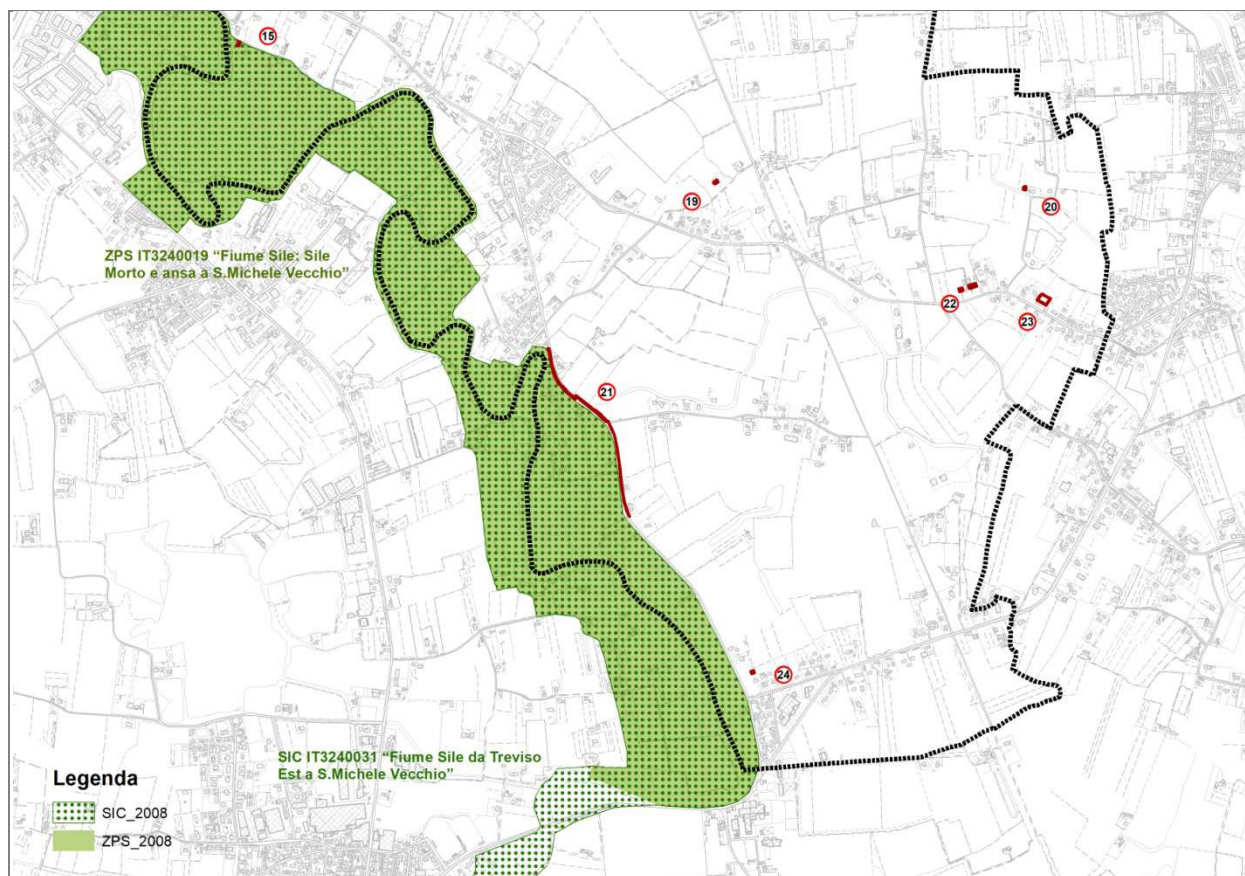 15
19
20
ZPS IT3240019 “Fiume Sile: Sile
Morto e ansa a S.Michele Vecchio”
22
23
21
24
SIC IT3240031 “Fiume Sile da Treviso
Est a S.Michele Vecchio”
Legenda
SIC_2008
ZPS_2008